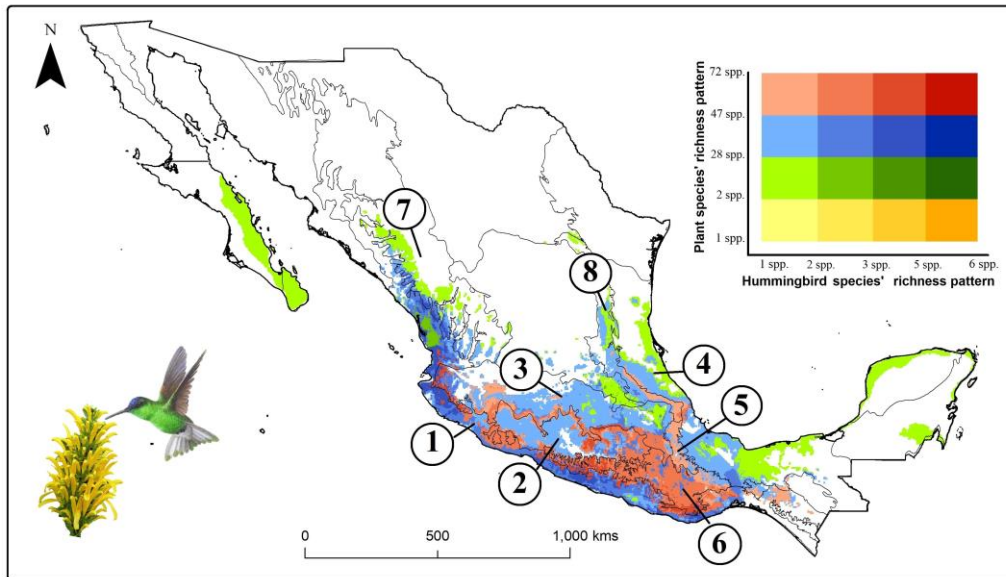 N
72 spp.
47 spp.
28 spp.
2 spp.
1 spp.
Plant species' richness pattern
1 spp. 2 spp. 3 spp. 5 spp. 6 spp.
Hummingbird species' richness pattern
7
8
3
4
5
1
2
6
0 500 1,000 kms